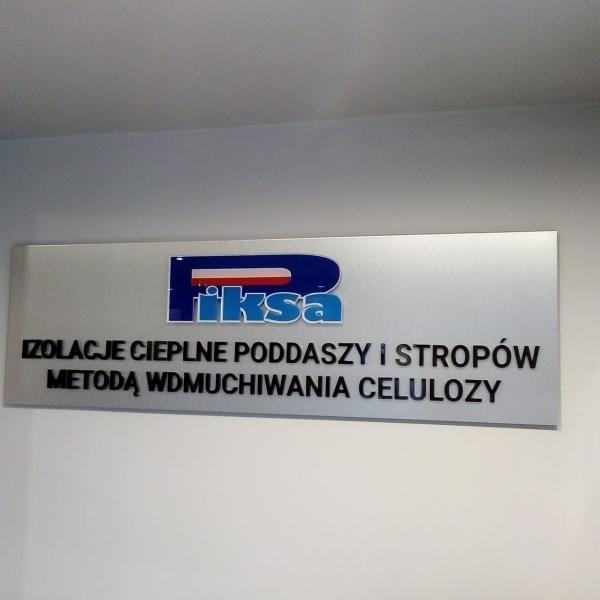 Piksa
IZOLACJE CIEPLNE PODDASZY I STROPÓW
METODĄ WDMUCHIWANIA CELULOZY